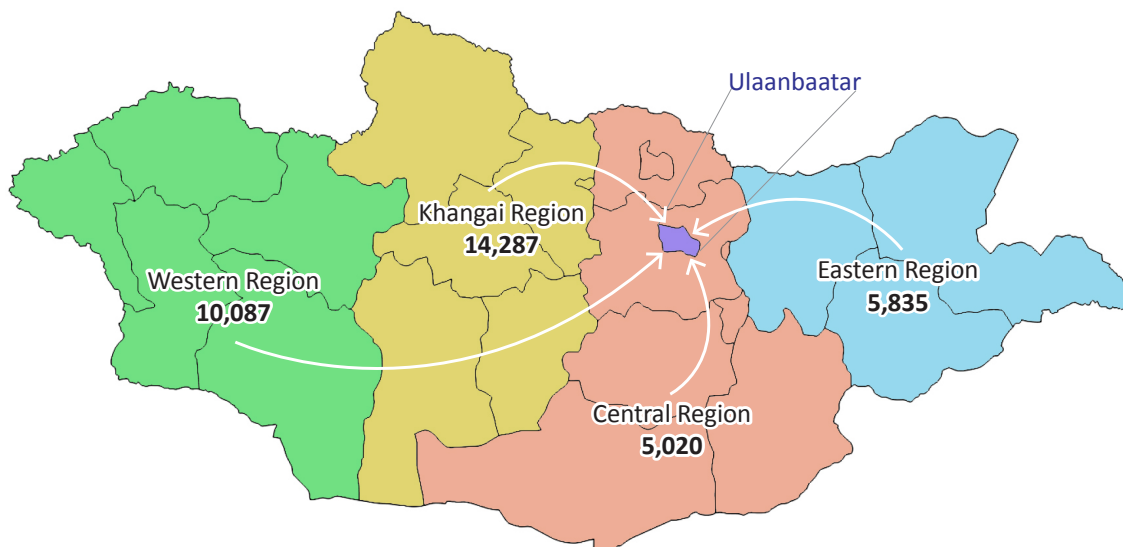 Ulaanbaatar
Khangai Region
14,287
Western Region
10,087
Eastern Region
5,835
Central Region
5,020